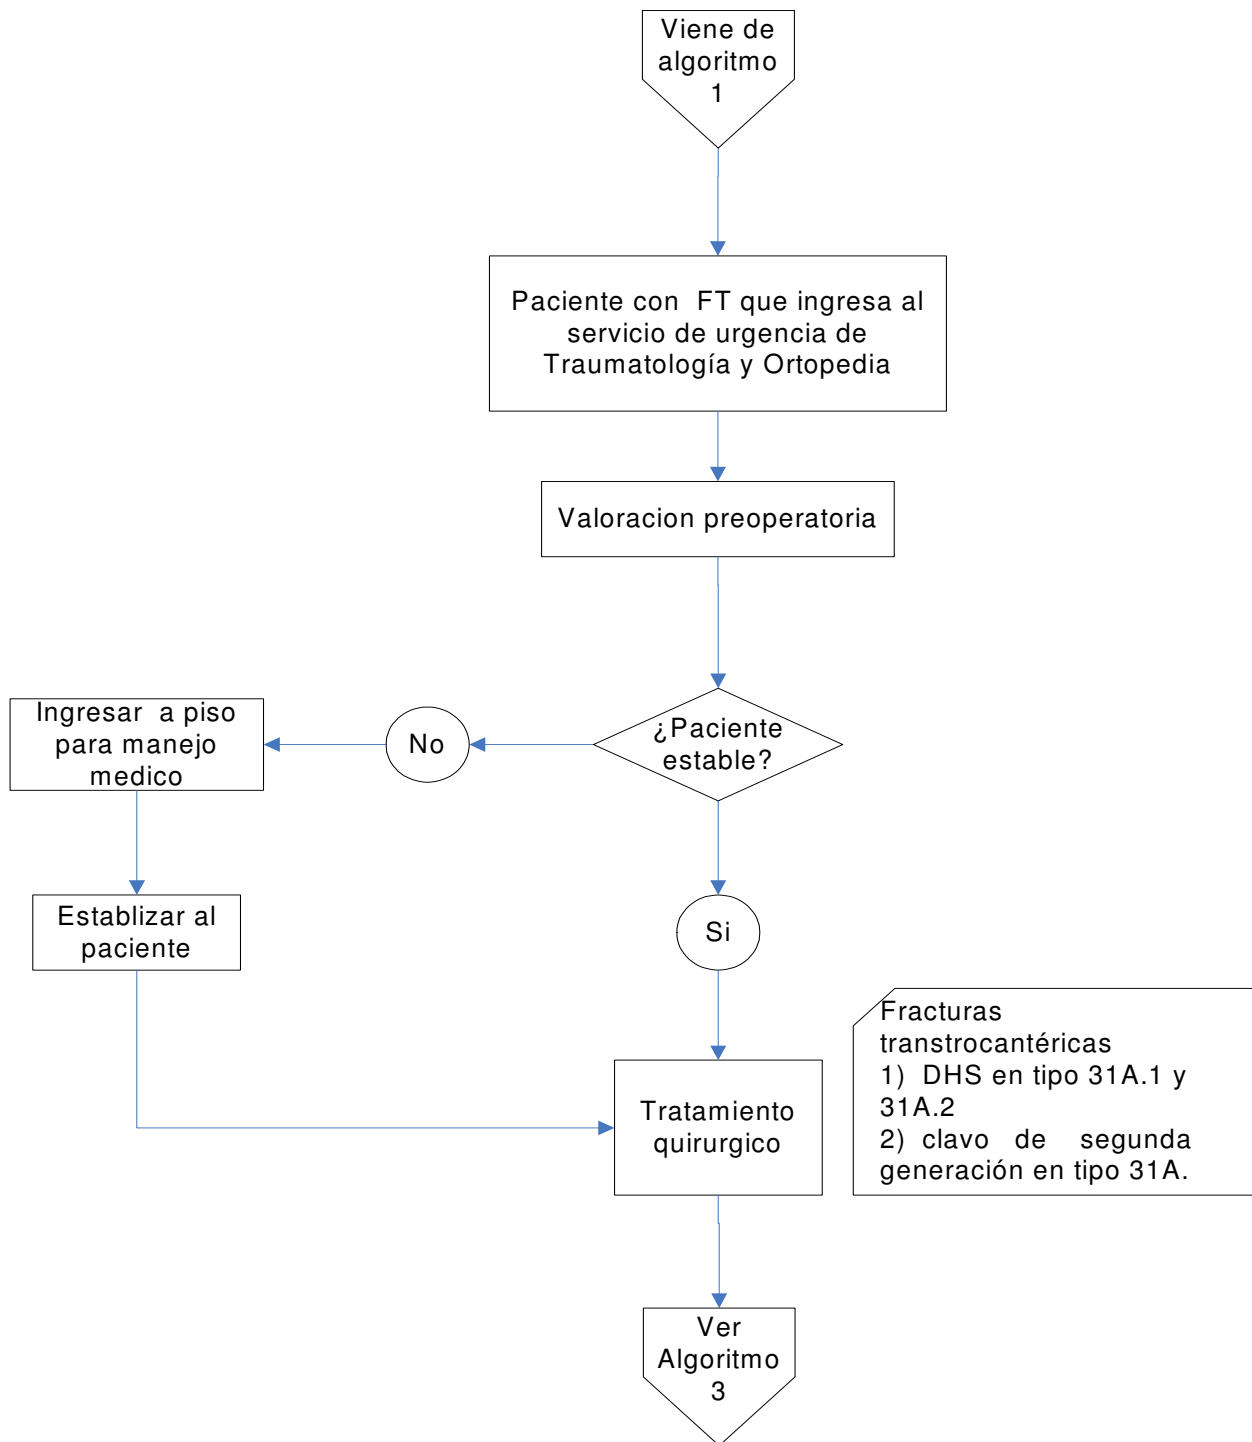 Viene de
algoritmo
1
Paciente con FT que ingresa al
servicio de urgencia de
Traumatología y Ortopedia
Valoracion preoperatoria
¿Paciente
estable?
No
Ingresar a piso
para manejo
medico
Establizar al
paciente
Si
Fracturas
transtrocantéricas
1) DHS en tipo 31A.1 y
31A.2
2) clavo de segunda
generación en tipo 31A.
Tratamiento
quirurgico
Ver
Algoritmo
3